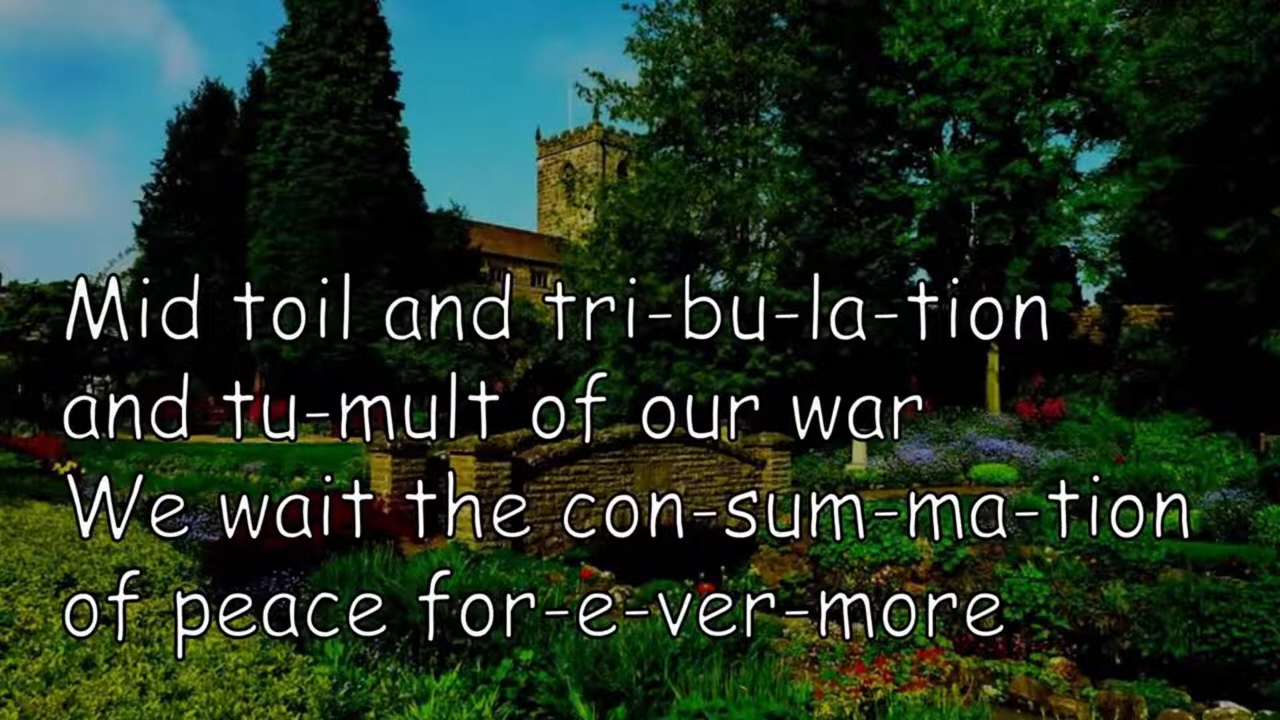 Mid toil and tri-bu-la-tion
and tu-mult of our war
We wait the con-sum-ma-tion
of peace for-e-ver-more